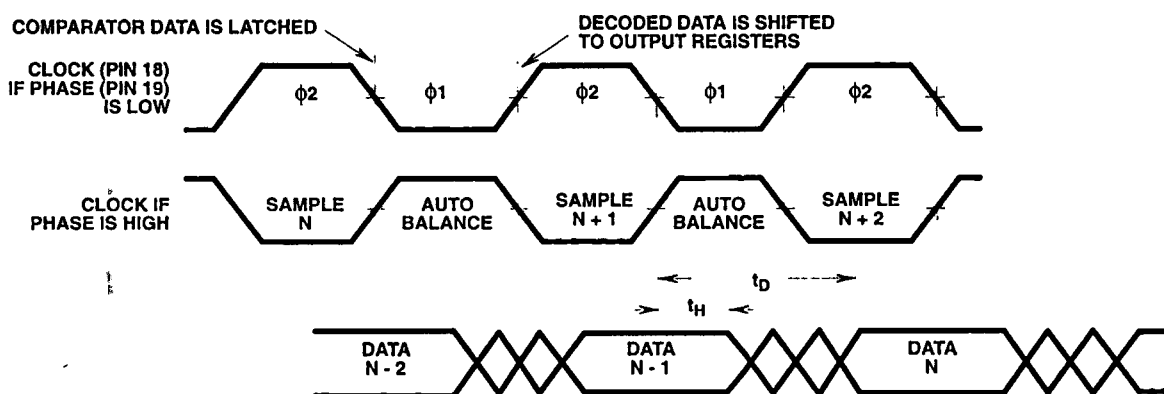 COMPARATOR DATA IS LATCHED
DECODED DATA IS SHIFTED
TO OUTPUT REGISTERS
CLOCK (PIN 18)
IF PHASE (PIN 19)
IS LOW
ϕ2
ϕ1
ϕ2
ϕ1
ϕ2
CLOCK IF
PHASE IS HIGH
SAMPLE
N
AUTO
BALANCE
SAMPLE
N + 1
AUTO
BALANCE
SAMPLE
N + 2
tD
tH
DATA
N - 2
DATA
N - 1
DATA
N